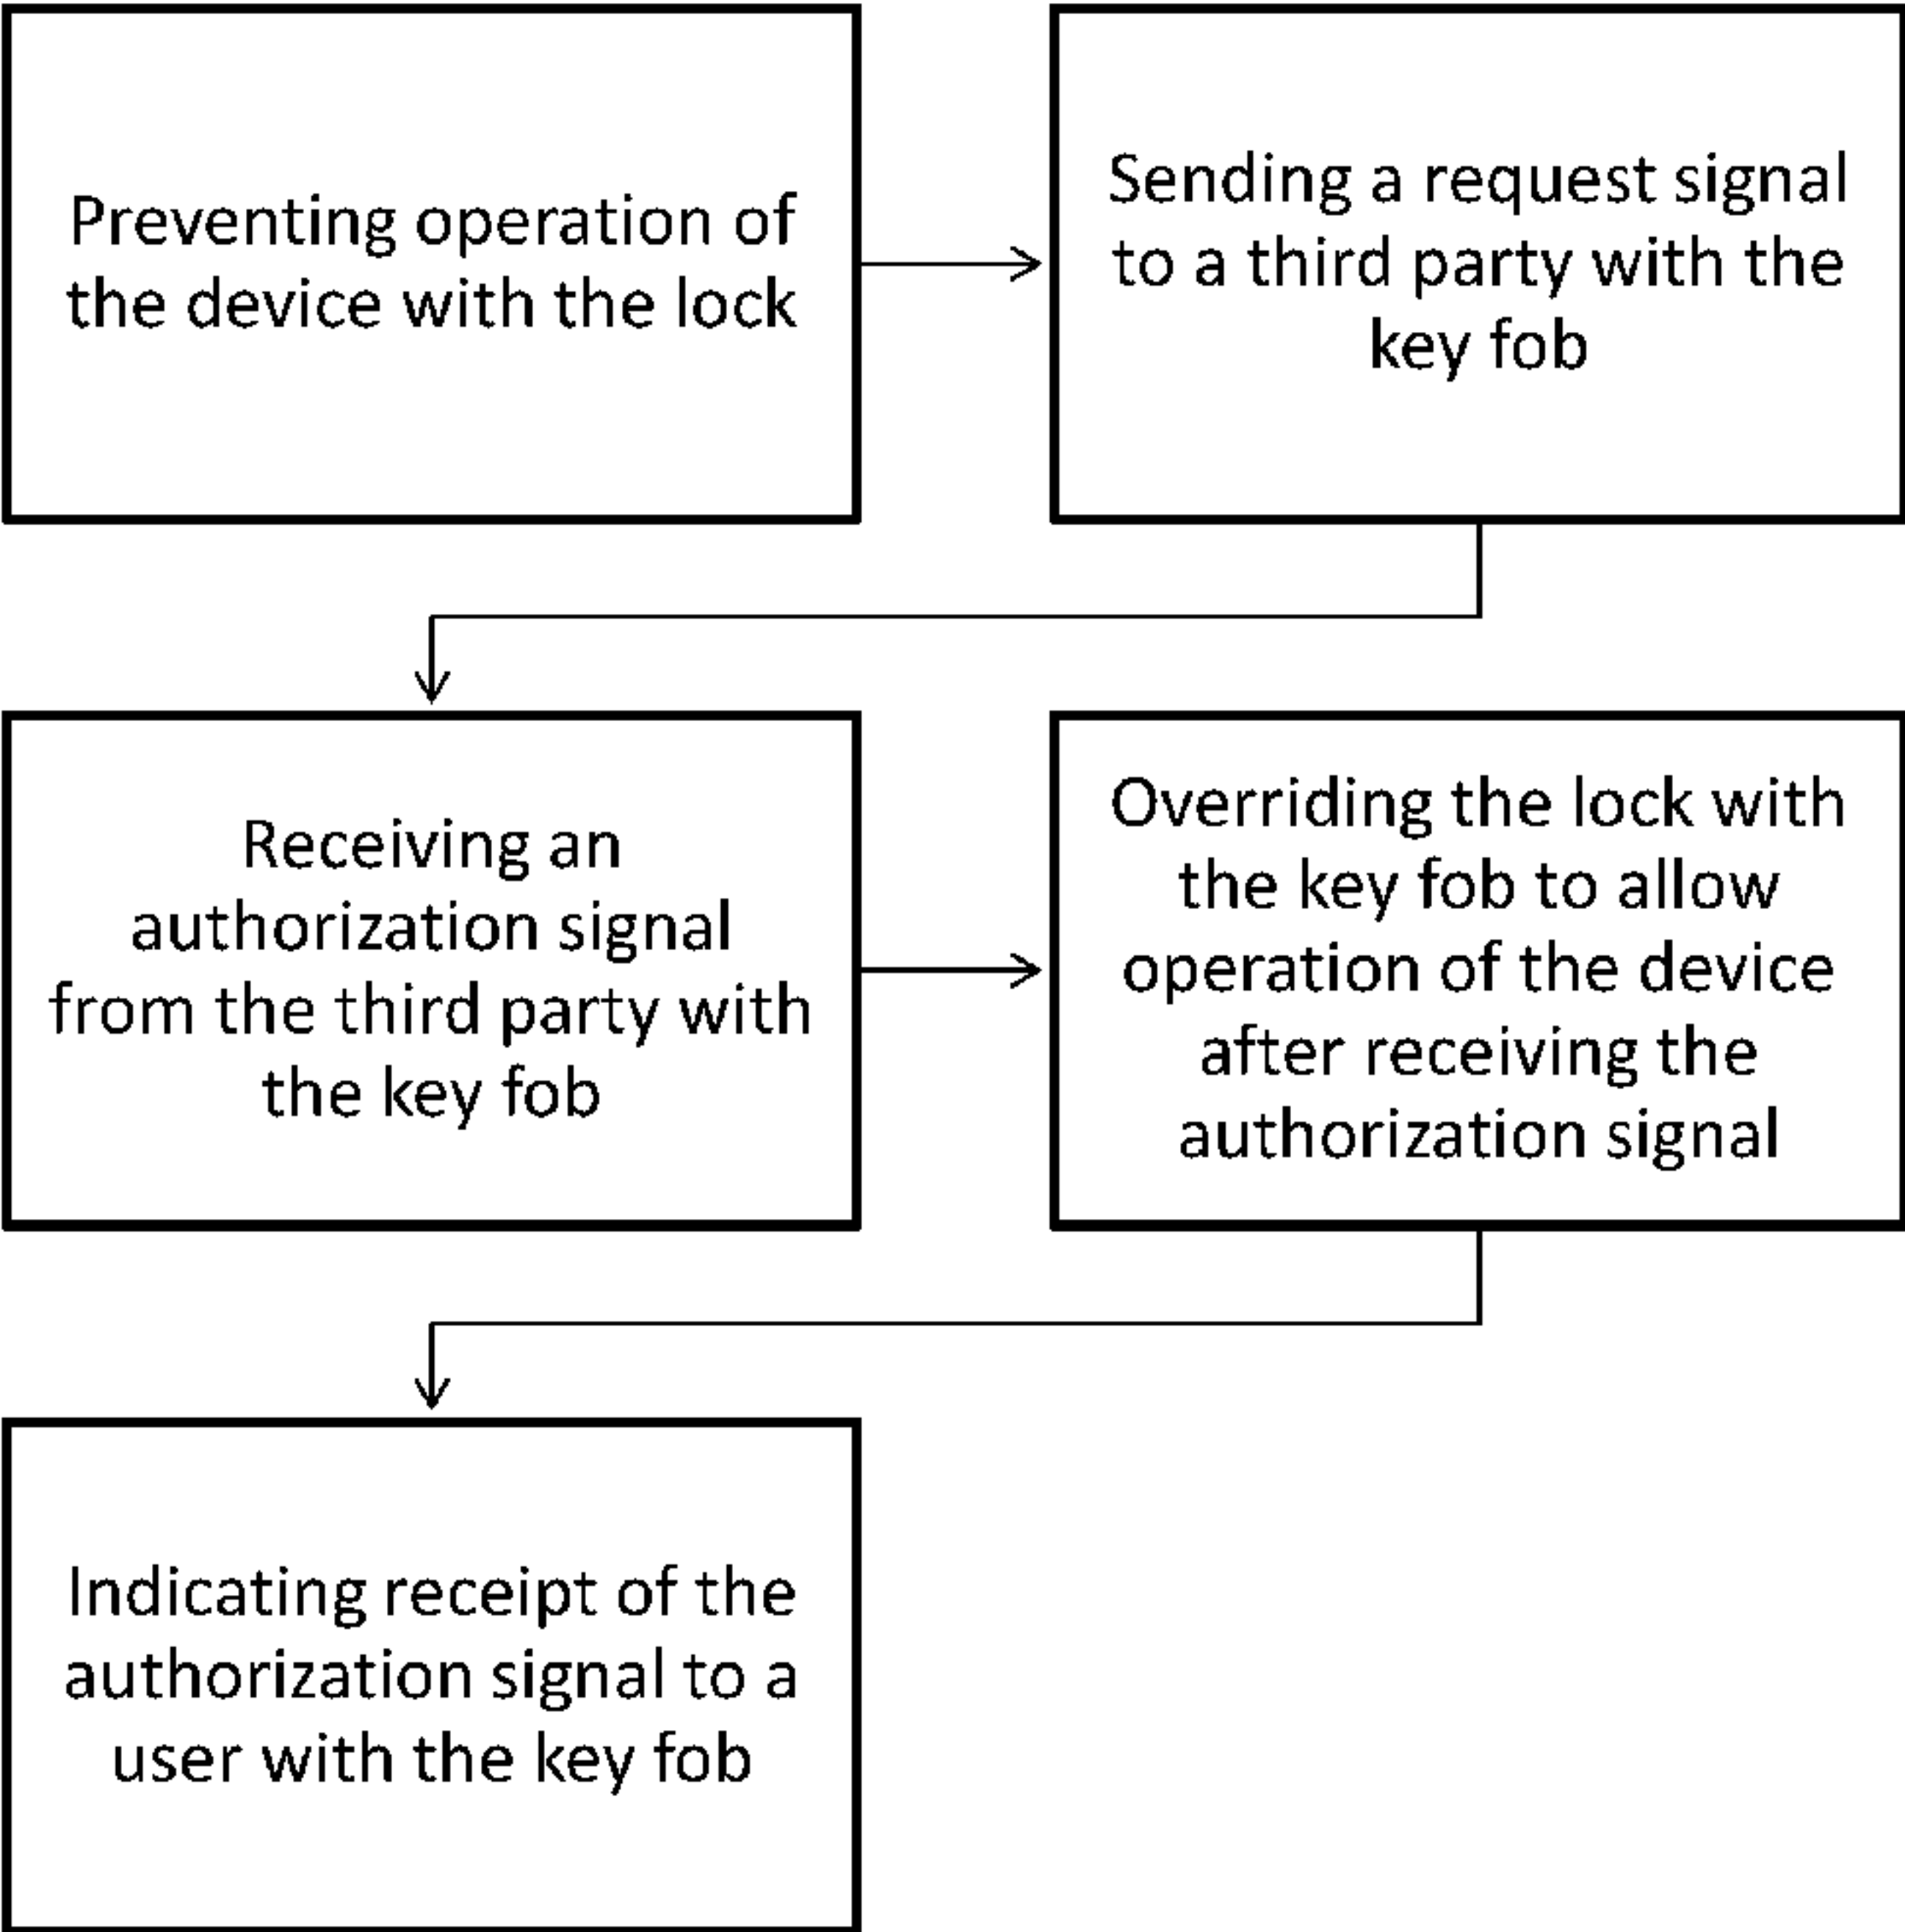 Preventing operation of
the device with the lock
Sending a request signal
to a third party with the
key fob
Receiving an
authorization signal
from the third party with
the key fob
Overriding the lock with
the key fob to allow
operation of the device
after receiving the
authorization signal
Indicating receipt of the
authorization signal to a
user with the key fob